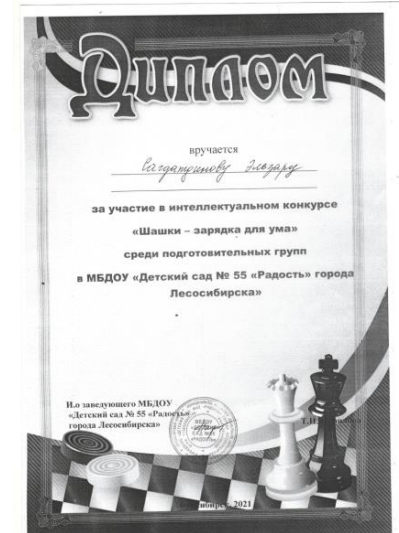 Диплом
вручается
за участие в интеллектуальном конкурсе
«Шашки – зарядка для ума»
среди подготовительных групп
в МБДОУ «Детский сад № 55 «Радость» города
Лесосибирска»
И.о заведующего МБДОУ
«Детский сад № 55 «Радость»
города Лесосибирска»
2021